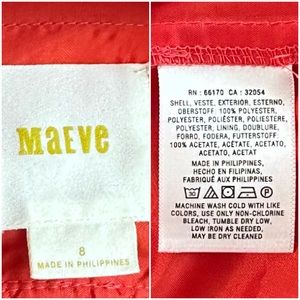 MAEVE
8
MADE IN PHILIPPINES
RN : 66170 CA : 32054
SHELL, VESTE, EXTERIOR, ESTERNO,
OBERSTOFF: 100% POLYESTER,
POLYESTER, POLIÉSTER, POLIESTERE,
POLYESTER, LINING, DOUBLURE,
FORRO, FODERA, FUTTERSTOFF:
100% ACETATE, ACÉTATE, ACETATO,
ACETATO, ACETAT
MADE IN PHILIPPINES,
HECHO EN FILIPINAS,
FABRIQUÉ AUX PHILIPPINES
MACHINE WASH COLD WITH LIKE
COLORS, USE ONLY NON-CHLORINE
BLEACH, TUMBLE DRY LOW,
LOW IRON AS NEEDED,
MAY BE DRY CLEANED